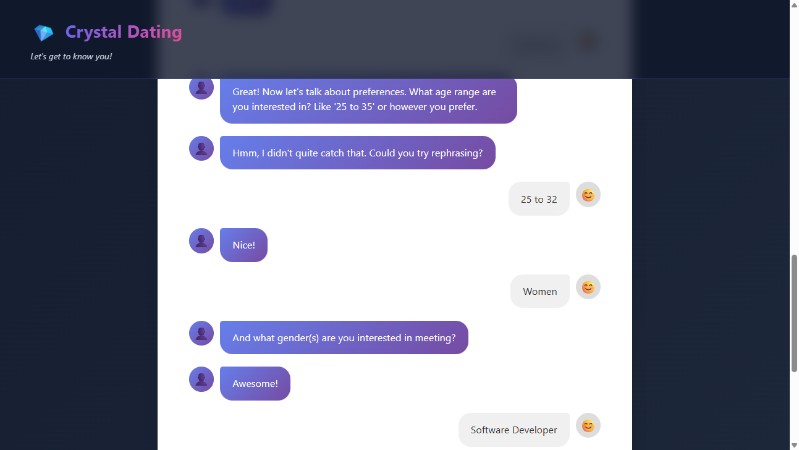 Crystal Dating
Let's get to know you!
Great! Now let's talk about preferences. What age range are
you interested in? Like '25 to 35' or however you prefer.
Hmm, I didn't quite catch that. Could you try rephrasing?
25 to 32
Nice!
Women
And what gender(s) are you interested in meeting?
Awesome!
Software Developer